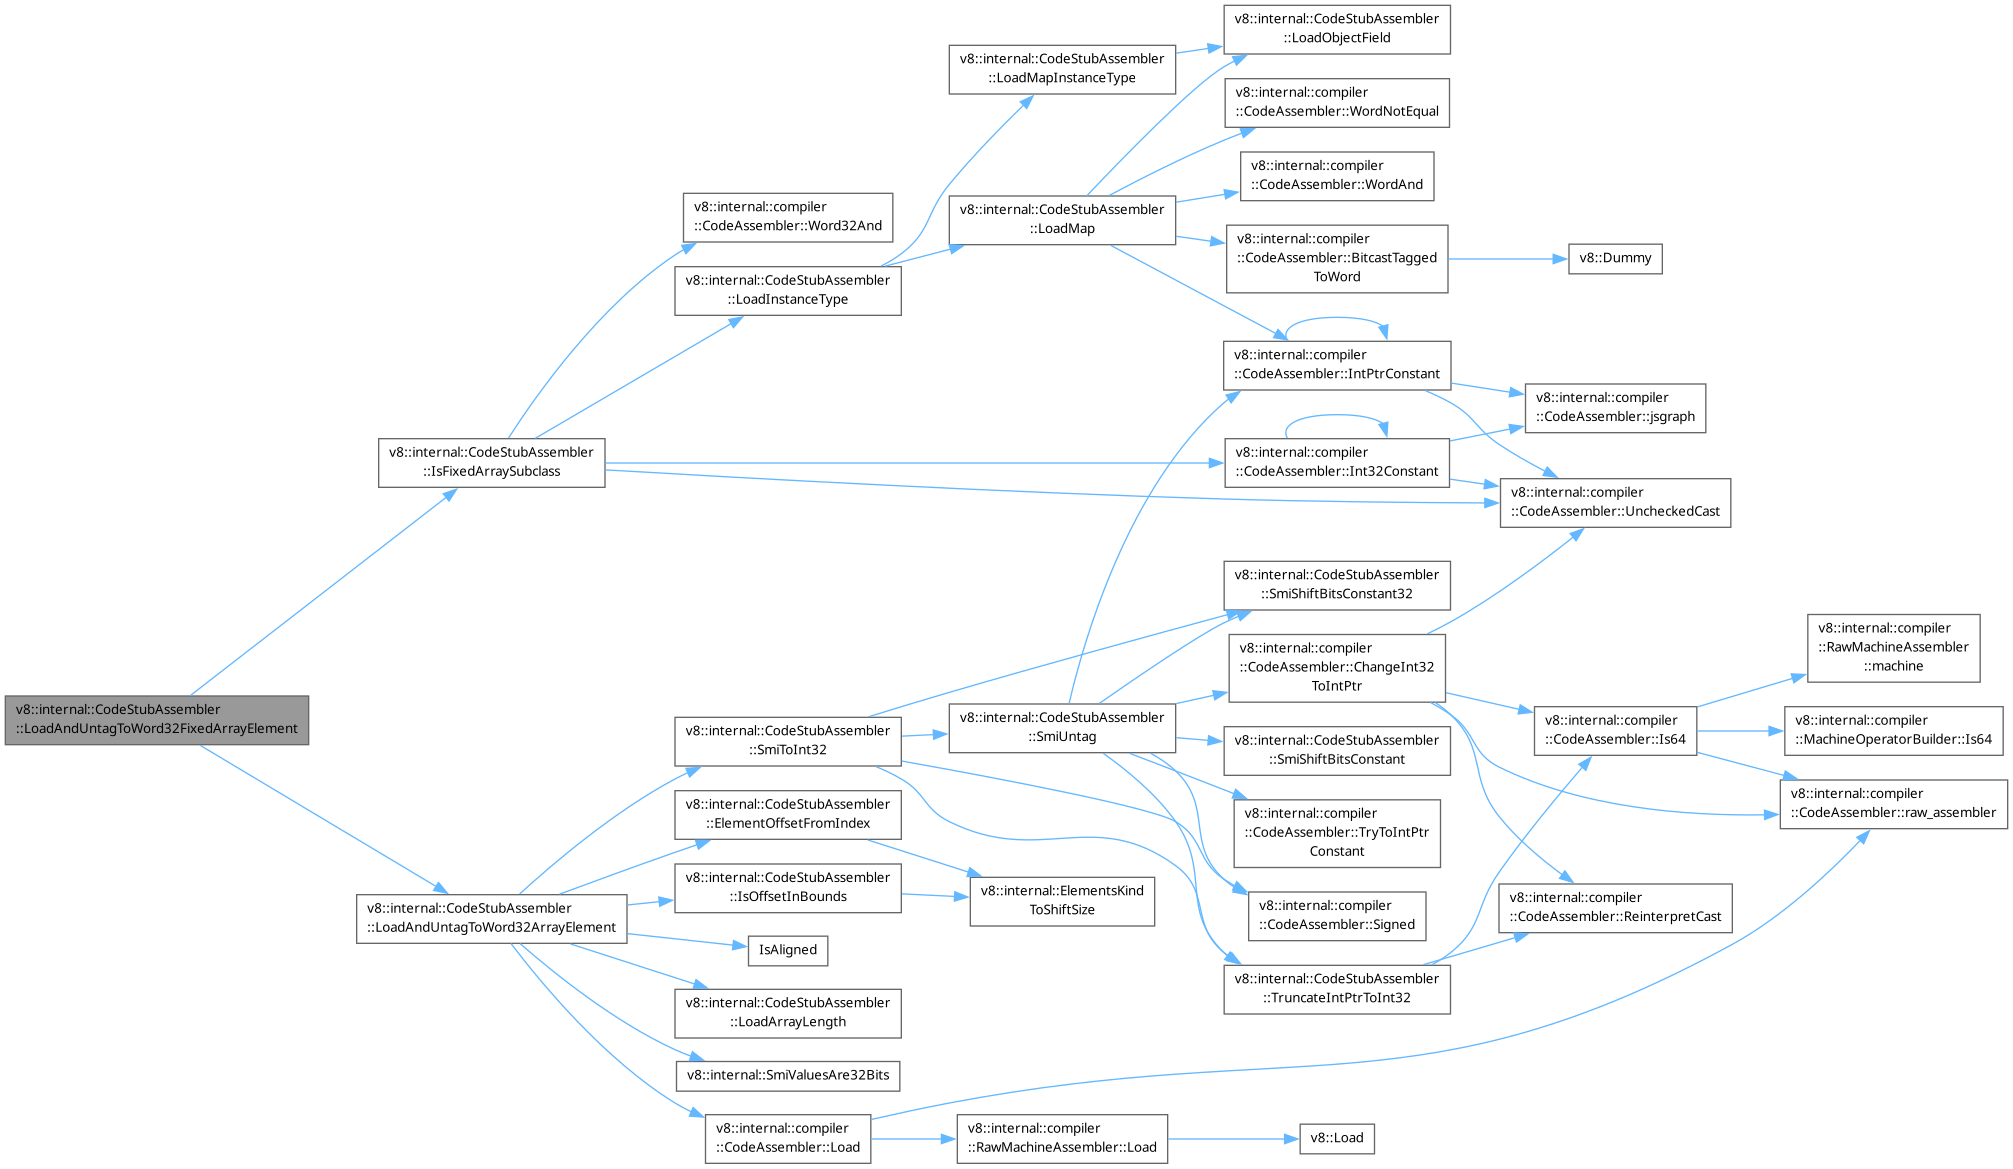 v8::internal::CodeStubAssembler
::LoadAndUntagToWord32FixedArrayElement
v8::internal::CodeStubAssembler
::IsFixedArraySubclass
v8::internal::CodeStubAssembler
::LoadAndUntagToWord32ArrayElement
v8::internal::compiler
::CodeAssembler::Word32And
v8::internal::CodeStubAssembler
::LoadInstanceType
v8::internal::CodeStubAssembler
::SmiToInt32
v8::internal::CodeStubAssembler
::ElementOffsetFromIndex
v8::internal::CodeStubAssembler
::IsOffsetInBounds
IsAligned
v8::internal::CodeStubAssembler
::LoadArrayLength
v8::internal::SmiValuesAre32Bits
v8::internal::compiler
::CodeAssembler::Load
v8::internal::CodeStubAssembler
::LoadMapInstanceType
v8::internal::CodeStubAssembler
::LoadMap
v8::internal::CodeStubAssembler
::SmiUntag
v8::internal::ElementsKind
ToShiftSize
v8::internal::compiler
::RawMachineAssembler::Load
v8::internal::CodeStubAssembler
::LoadObjectField
v8::internal::compiler
::CodeAssembler::WordNotEqual
v8::internal::compiler
::CodeAssembler::WordAnd
v8::internal::compiler
::CodeAssembler::BitcastTagged
ToWord
v8::internal::compiler
::CodeAssembler::IntPtrConstant
v8::internal::compiler
::CodeAssembler::Int32Constant
v8::internal::CodeStubAssembler
::SmiShiftBitsConstant32
v8::internal::compiler
::CodeAssembler::ChangeInt32
ToIntPtr
v8::internal::CodeStubAssembler
::SmiShiftBitsConstant
v8::internal::compiler
::CodeAssembler::TryToIntPtr
Constant
v8::internal::compiler
::CodeAssembler::Signed
v8::internal::CodeStubAssembler
::TruncateIntPtrToInt32
v8::Load
v8::Dummy
v8::internal::compiler
::CodeAssembler::jsgraph
v8::internal::compiler
::CodeAssembler::UncheckedCast
v8::internal::compiler
::CodeAssembler::Is64
v8::internal::compiler
::CodeAssembler::ReinterpretCast
v8::internal::compiler
::RawMachineAssembler
::machine
v8::internal::compiler
::MachineOperatorBuilder::Is64
v8::internal::compiler
::CodeAssembler::raw_assembler